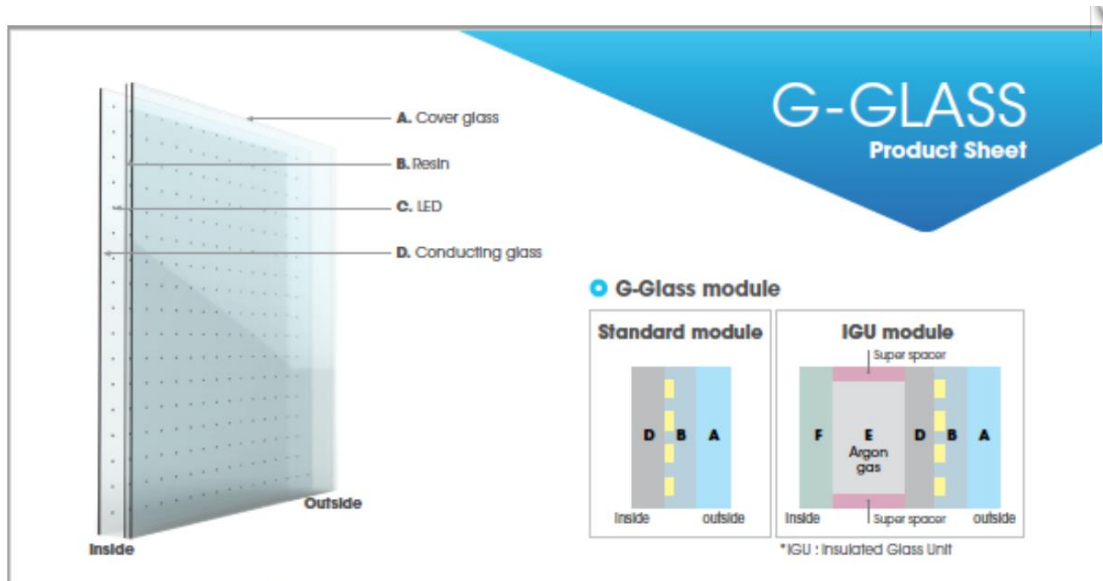 G-GLASS
Product Sheet
A. Cover glass
B. Resin
C. LED
D. Conducting glass
Outside
Inside
G-Glass module
Standard module
D B A
Inside outside
IGU module
Super spacer
F E D B A
Argon
gas
Inside Super spacer outside
*IGU : Insulated Glass Unit